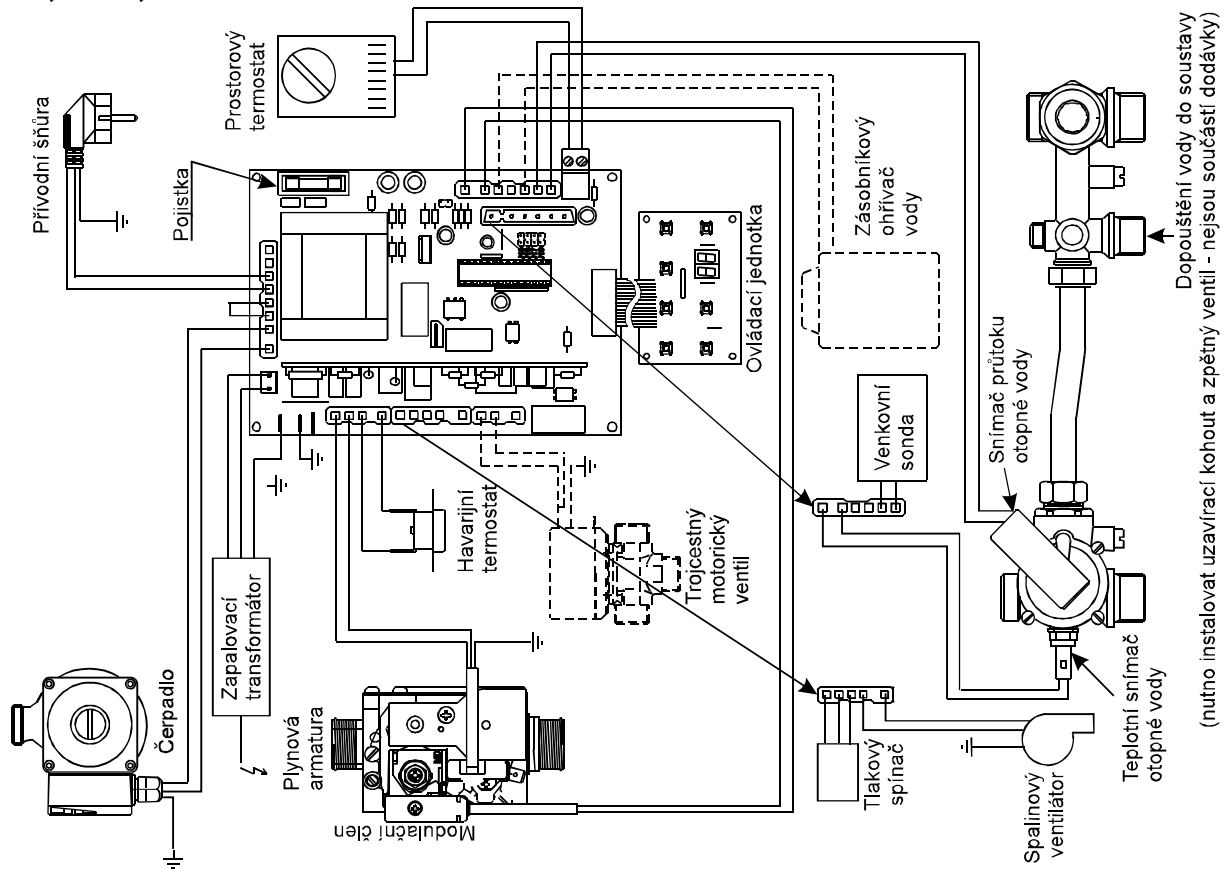 Přívodní šňůra
Pojistka
Prostorový
termostat
Čerpadlo
Zapalovací
transformátor
Plynová
armatura
Modulační člen
Havarijní
termostat
Trojcestný
motorický
ventil
Ovládací jednotka
Zásobníkový
ohřívač
vody
Venkovní
sonda
Snímač průtoku
otopné vody
Tlakový
spínač
Spalinový
ventilátor
Teplotní snímač
otopné vody
Dopouštění vody do soustavy
(nutno instalovat uzavírací kohout a zpětný ventil - nejsou součástí dodávky)